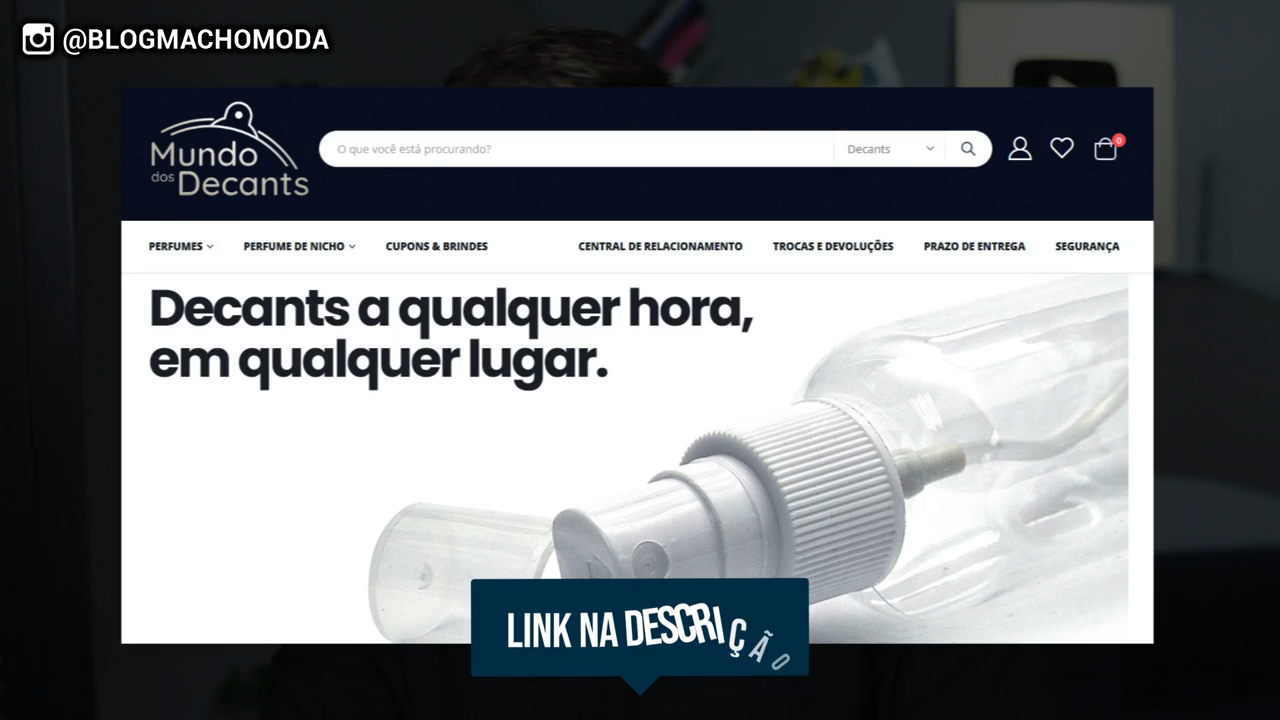 @BLOGMACHOMODA
Mundo
dos Decants
O que você está procurando?
Decants
0
PERFUMES
PERFUME DE NICHO
CUPONS & BRINDES
CENTRAL DE RELACIONAMENTO
TROCAS E DEVOLUÇÕES
PRAZO DE ENTREGA
SEGURANÇA
Decants a qualquer hora,
em qualquer lugar.
LINK NA DESCRIÇÃO